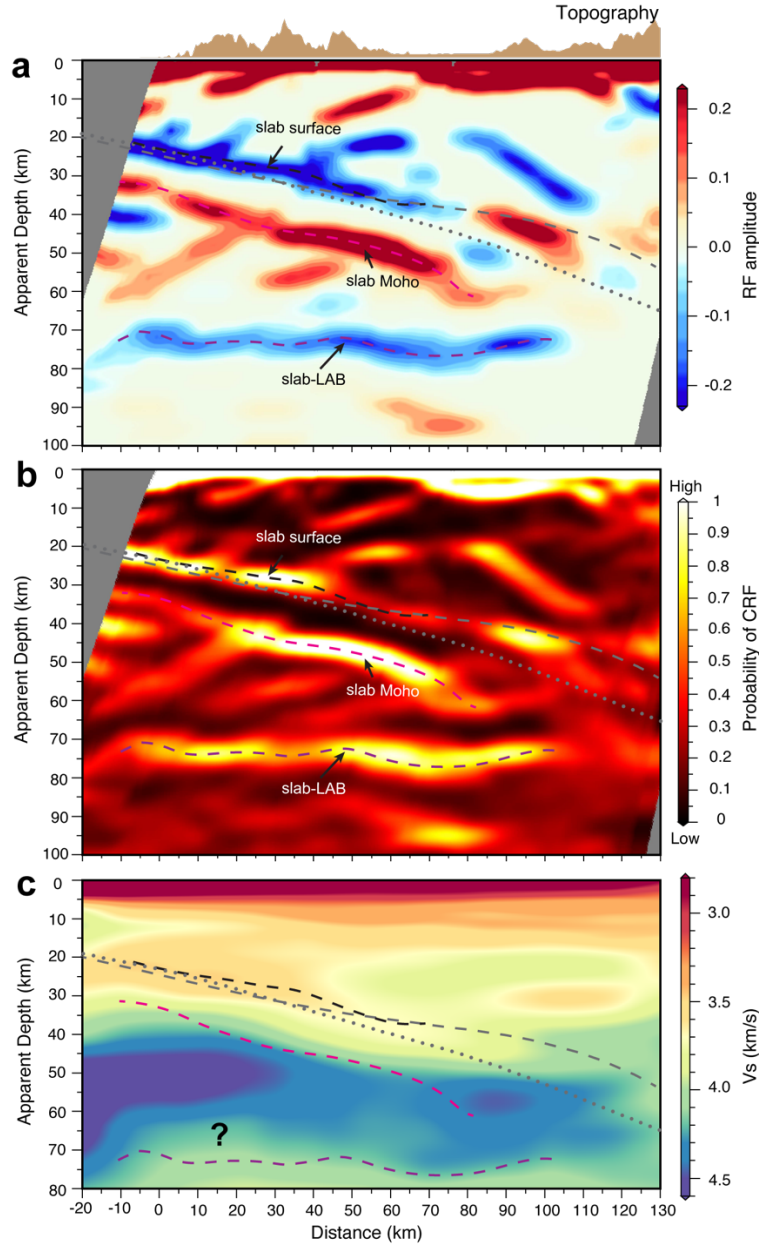 Topography
a
0
10
20
30
40
50
60
70
80
90
100
Apparent Depth (km)
slab surface
slab Moho
slab-LAB
0.2
0.1
0.0
-0.1
-0.2
RF amplitude
b
0
10
20
30
40
50
60
70
80
90
100
Apparent Depth (km)
slab surface
slab Moho
slab-LAB
High
1
0.9
0.8
0.7
0.6
0.5
0.4
0.3
0.2
0.1
0
Low
Probability of CRF
c
0
10
20
30
40
50
60
70
80
Apparent Depth (km)
?
3.0
3.5
4.0
4.5
Vs (km/s)
-20 -10 0 10 20 30 40 50 60 70 80 90 100 110 120 130
Distance (km)